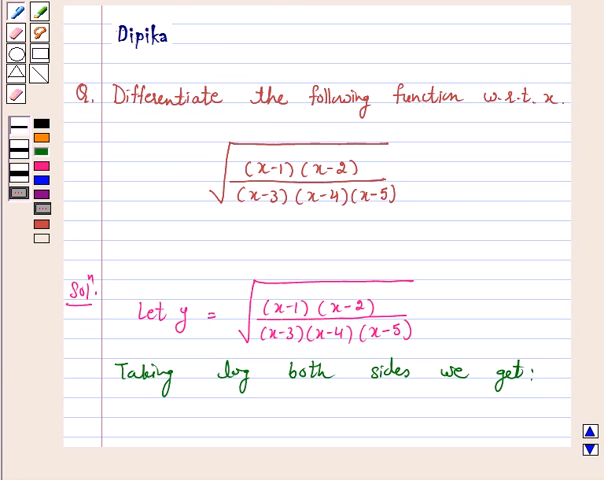 Dipika
Q. Differentiate the following function w.r.t. x.
√((x-1)(x-2)/(x-3)(x-4)(x-5))
Solⁿ.
Let y = √((x-1)(x-2)/(x-3)(x-4)(x-5))
Taking log both sides we get: